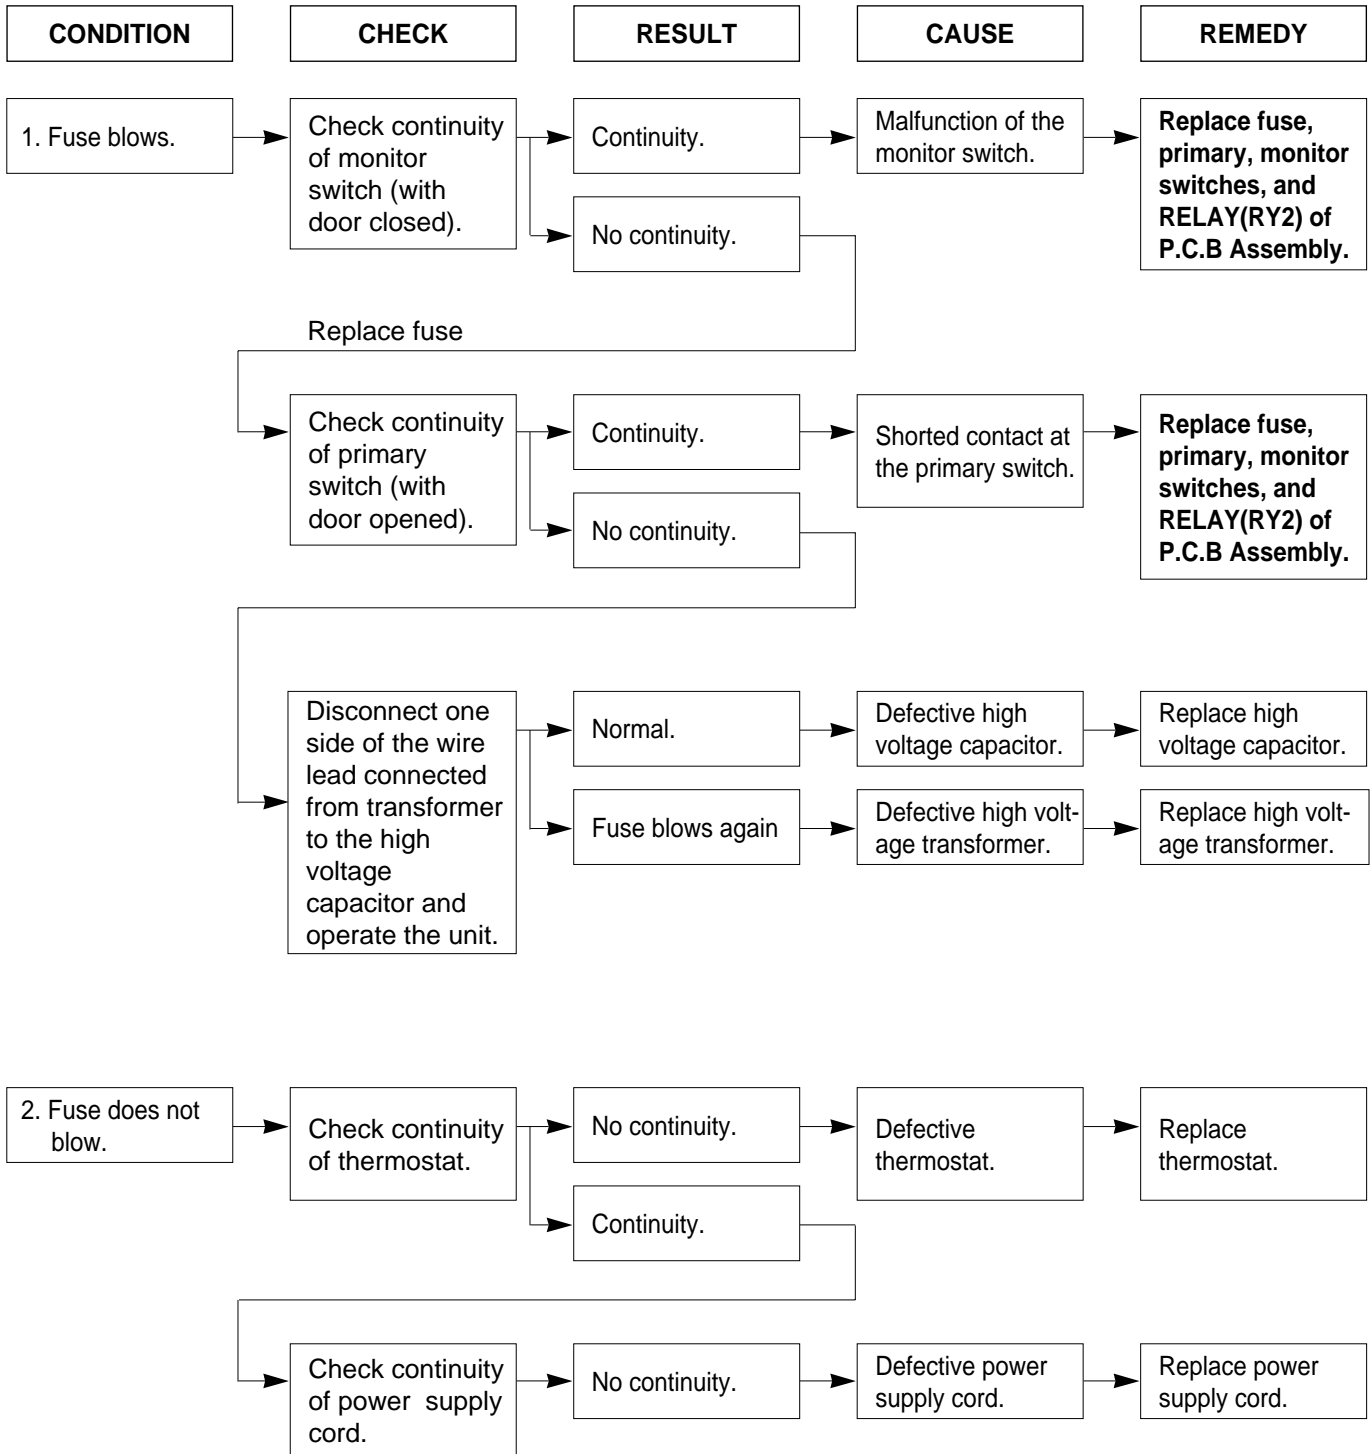 CONDITION
CHECK
RESULT
CAUSE
REMEDY
1. Fuse blows.
Check continuity
of monitor
switch (with
door closed).
Continuity.
Malfunction of the
monitor switch.
Replace fuse,
primary, monitor
switches, and
RELAY(RY2) of
P.C.B Assembly.
No continuity.
Replace fuse
Check continuity
of primary
switch (with
door opened).
Continuity.
Shorted contact at
the primary switch.
Replace fuse,
primary, monitor
switches, and
RELAY(RY2) of
P.C.B Assembly.
No continuity.
Disconnect one
side of the wire
lead connected
from transformer
to the high
voltage
capacitor and
operate the unit.
Normal.
Defective high
voltage capacitor.
Replace high
voltage capacitor.
Fuse blows again
Defective high volt-
age transformer.
Replace high volt-
age transformer.
2. Fuse does not
blow.
Check continuity
of thermostat.
No continuity.
Defective
thermostat.
Replace
thermostat.
Continuity.
Check continuity
of power  supply
cord.
No continuity.
Defective power
supply cord.
Replace power
supply cord.